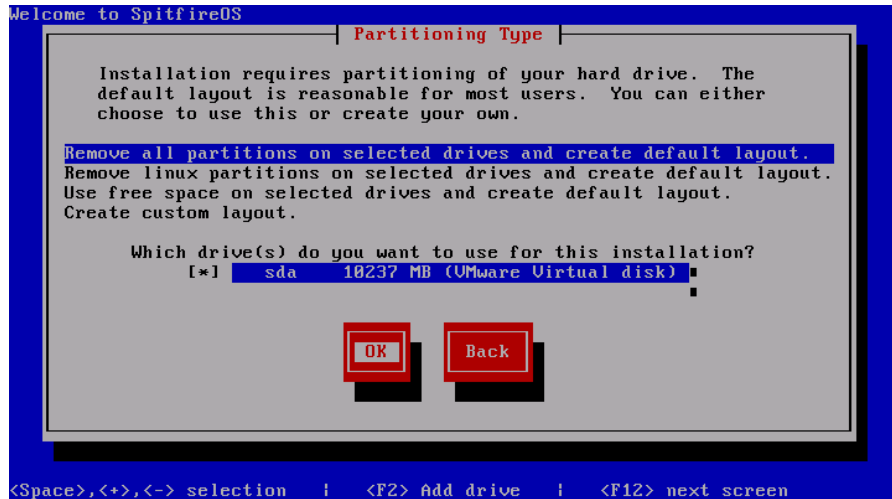 Welcome to SpitfireOS
Partitioning Type
Installation requires partitioning of your hard drive. The
default layout is reasonable for most users. You can either
choose to use this or create your own.
Remove all partitions on selected drives and create default layout.
Remove linux partitions on selected drives and create default layout.
Use free space on selected drives and create default layout.
Create custom layout.
Which drive(s) do you want to use for this installation?
[*] sda 10237 MB (VMware Virtual disk)
OK Back
<Space>,<+>,<-> selection | <F2> Add drive | <F12> next screen